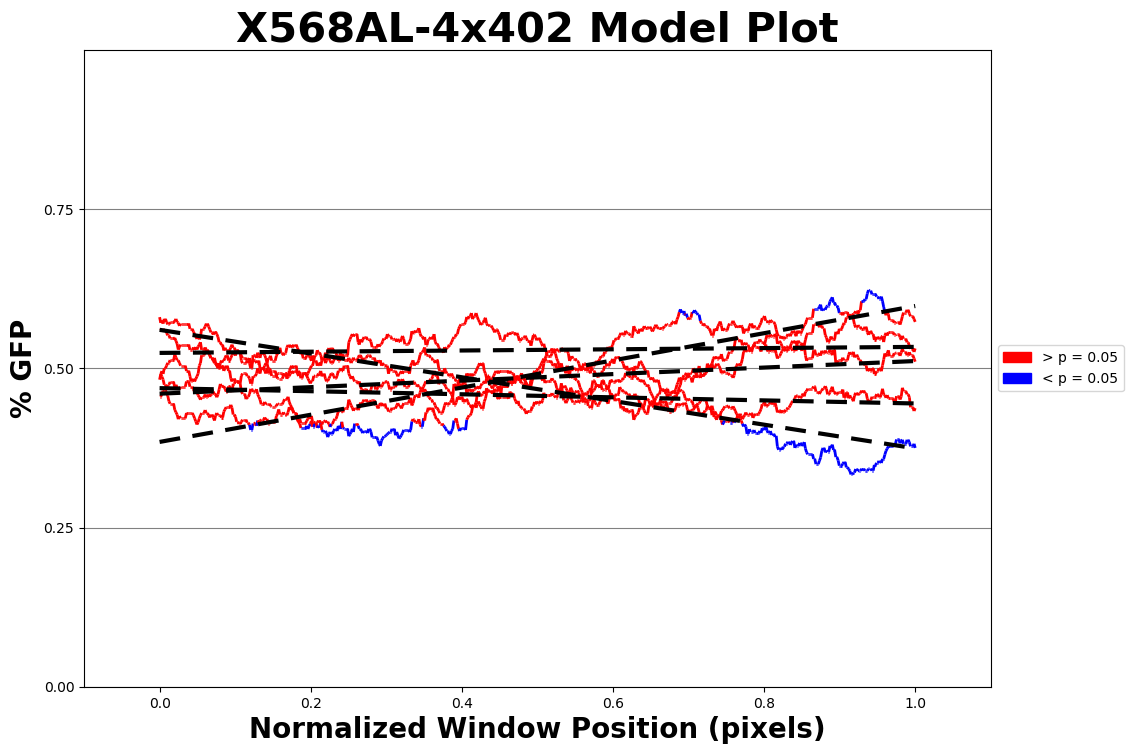 X568AL-4x402 Model Plot
% GFP
0.75
0.50
0.25
0.00
0.0 0.2 0.4 0.6 0.8 1.0
Normalized Window Position (pixels)
> p = 0.05
< p = 0.05